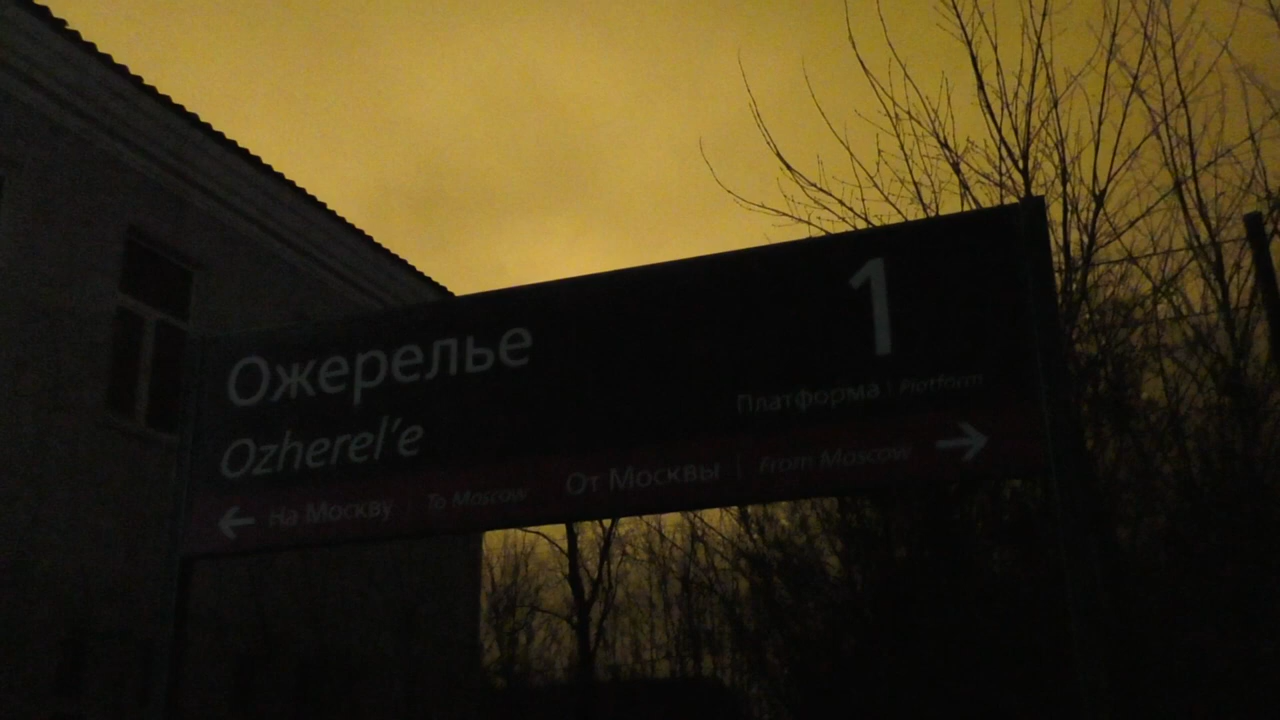 1
Ожерелье
Ozherel'e
Платформа | Platform
← На Москву | To Moscow
От Москвы | From Moscow →